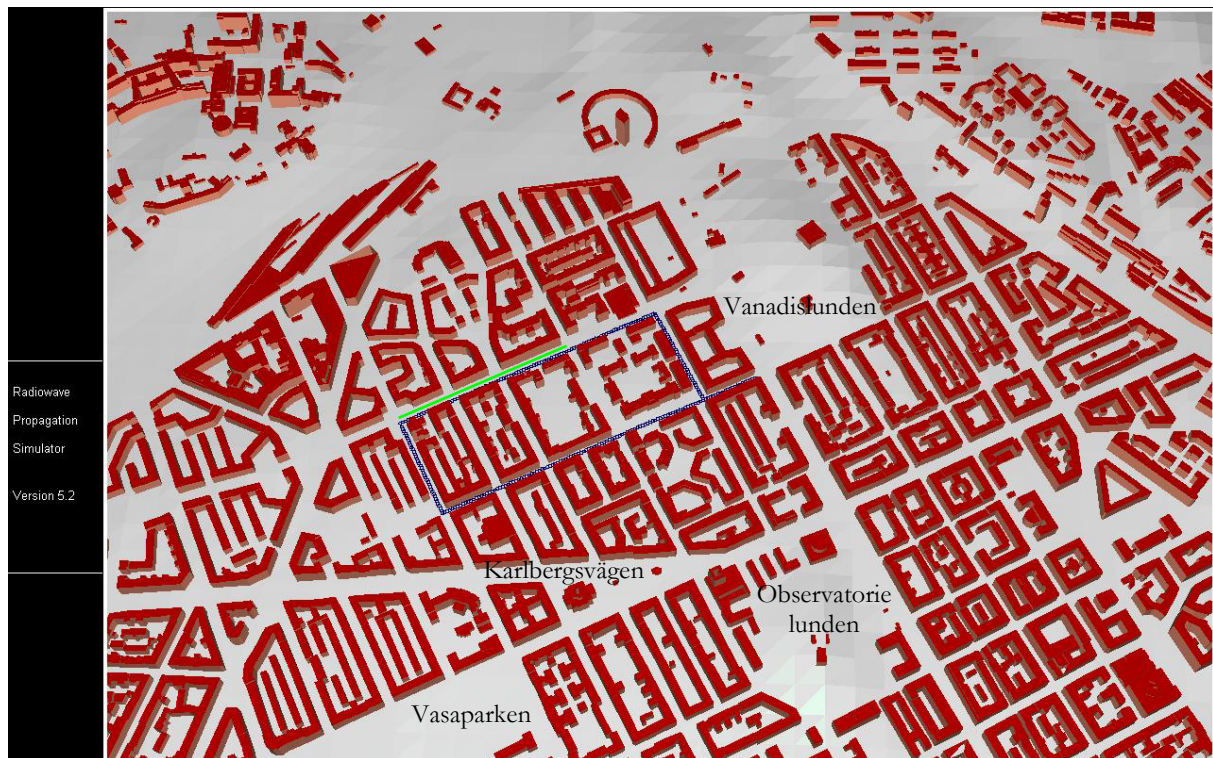 Radiowave
Propagation
Simulator
Version 5.2
Vanadislunden
Karlbergsvägen
Observatorie
lunden
Vasaparken